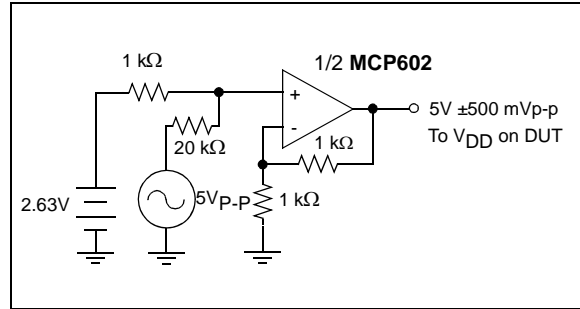 1/2 MCP602
1 kΩ
+
-
5V ±500 mVp-p
To VDD on DUT
20 kΩ
1 kΩ
2.63V
5VP-P
1 kΩ